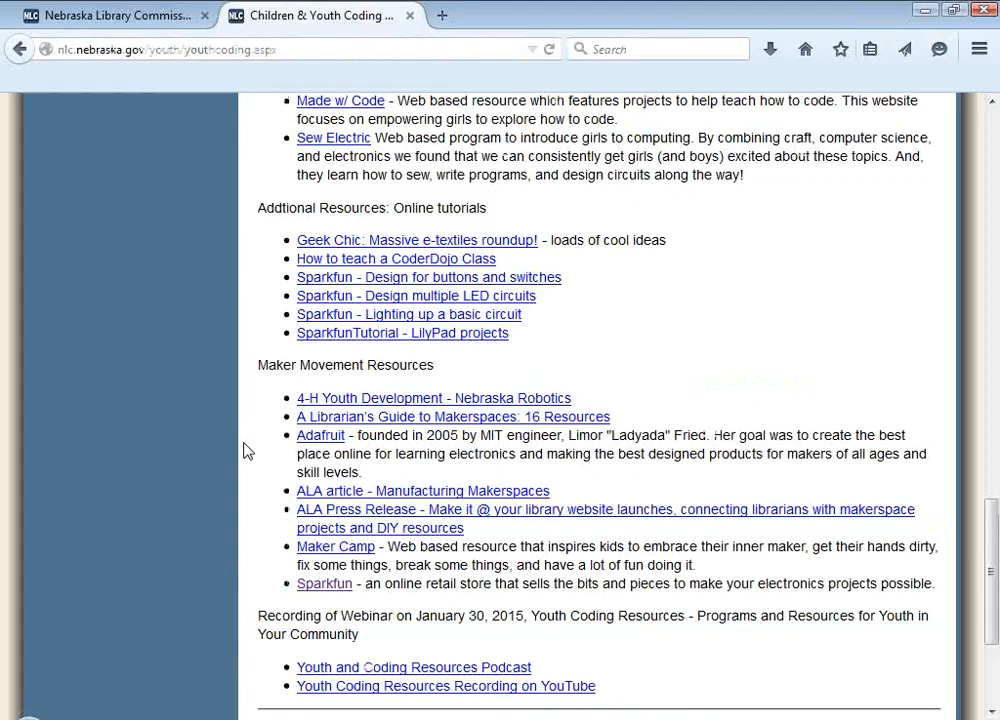 Nebraska Library Commiss...
Children & Youth Coding ...
nlc.nebraska.gov/youth/youthcoding.aspx
Search
Made w/ Code - Web based resource which features projects to help teach how to code. This website
focuses on empowering girls to explore how to code.
Sew Electric Web based program to introduce girls to computing. By combining craft, computer science,
and electronics we found that we can consistently get girls (and boys) excited about these topics. And,
they learn how to sew, write programs, and design circuits along the way!
Addtional Resources: Online tutorials
Geek Chic: Massive e-textiles roundup! - loads of cool ideas
How to teach a CoderDojo Class
Sparkfun - Design for buttons and switches
Sparkfun - Design multiple LED circuits
Sparkfun - Lighting up a basic circuit
SparkfunTutorial - LilyPad projects
Maker Movement Resources
4-H Youth Development - Nebraska Robotics
A Librarian's Guide to Makerspaces: 16 Resources
Adafruit - founded in 2005 by MIT engineer, Limor "Ladyada" Fried. Her goal was to create the best
place online for learning electronics and making the best designed products for makers of all ages and
skill levels.
ALA article - Manufacturing Makerspaces
ALA Press Release - Make it @ your library website launches, connecting librarians with makerspace
projects and DIY resources
Maker Camp - Web based resource that inspires kids to embrace their inner maker, get their hands dirty,
fix some things, break some things, and have a lot of fun doing it.
Sparkfun - an online retail store that sells the bits and pieces to make your electronics projects possible.
Recording of Webinar on January 30, 2015, Youth Coding Resources - Programs and Resources for Youth in
Your Community
Youth and Coding Resources Podcast
Youth Coding Resources Recording on YouTube